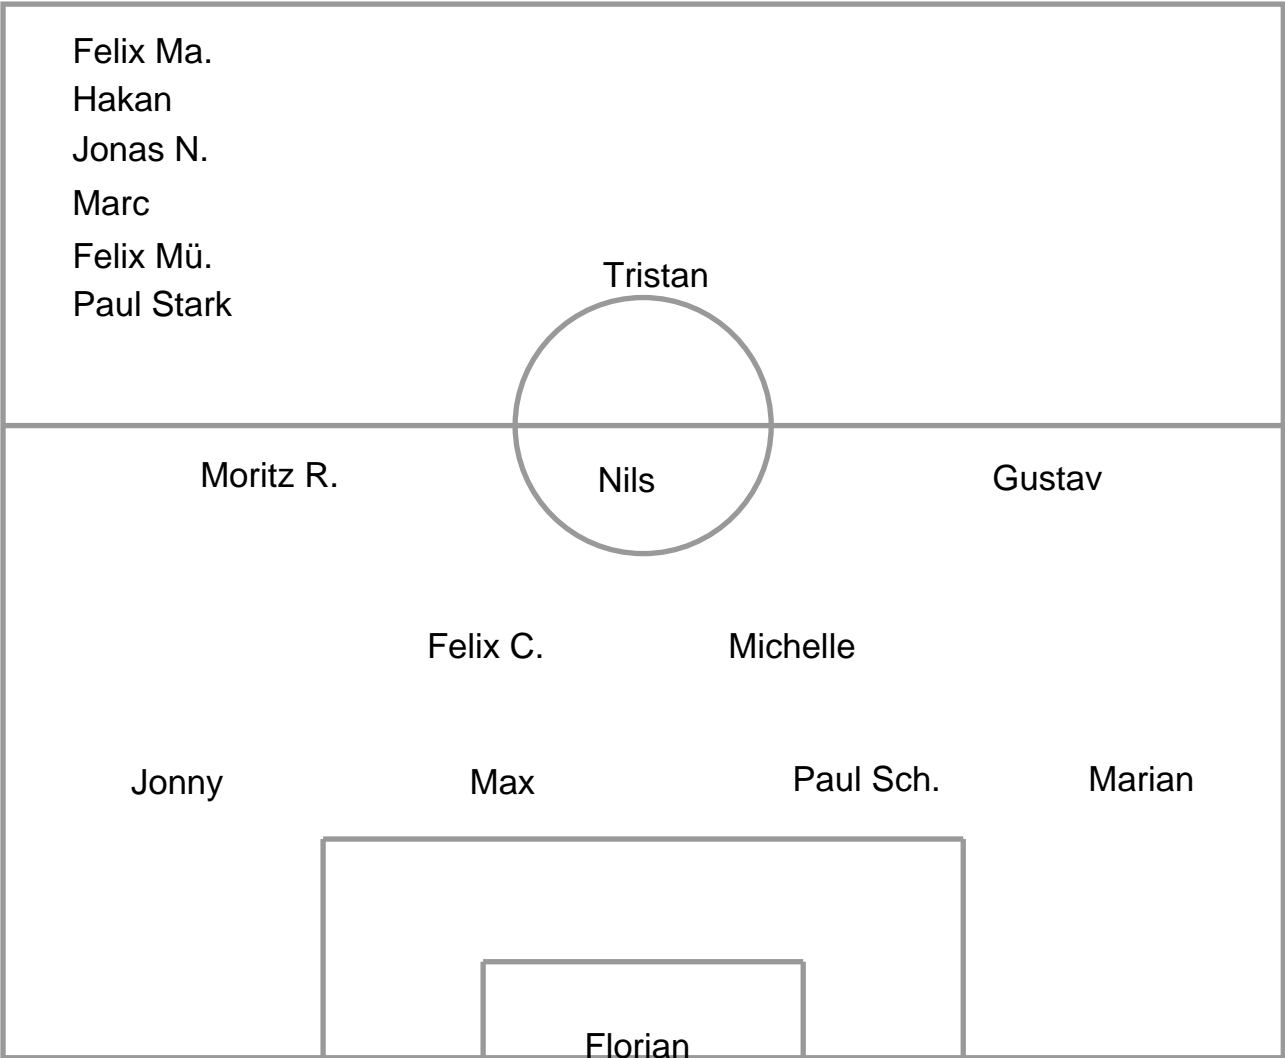 Felix Ma.
Hakan
Jonas N.
Marc
Felix Mü.
Paul Stark
Tristan
Moritz R.
Nils
Gustav
Felix C.
Michelle
Jonny
Max
Paul Sch.
Marian
Florian